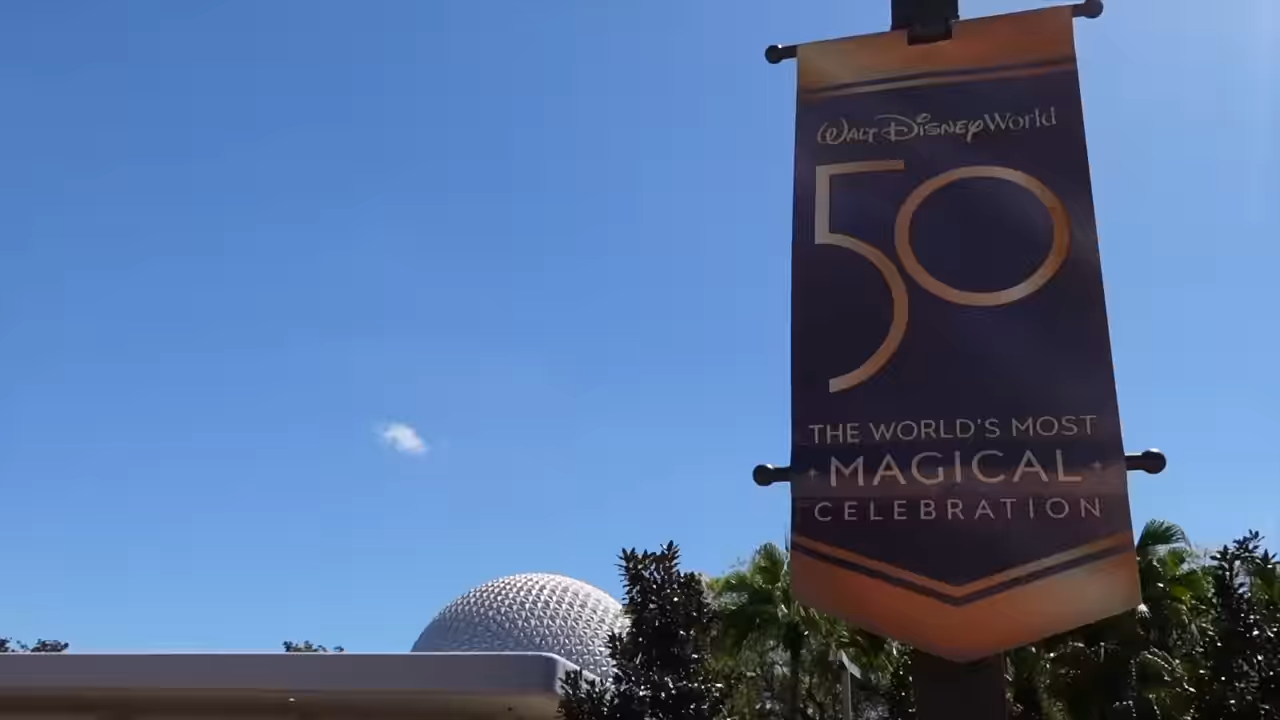 Walt Disney World
50
THE WORLD'S MOST
MAGICAL
CELEBRATION